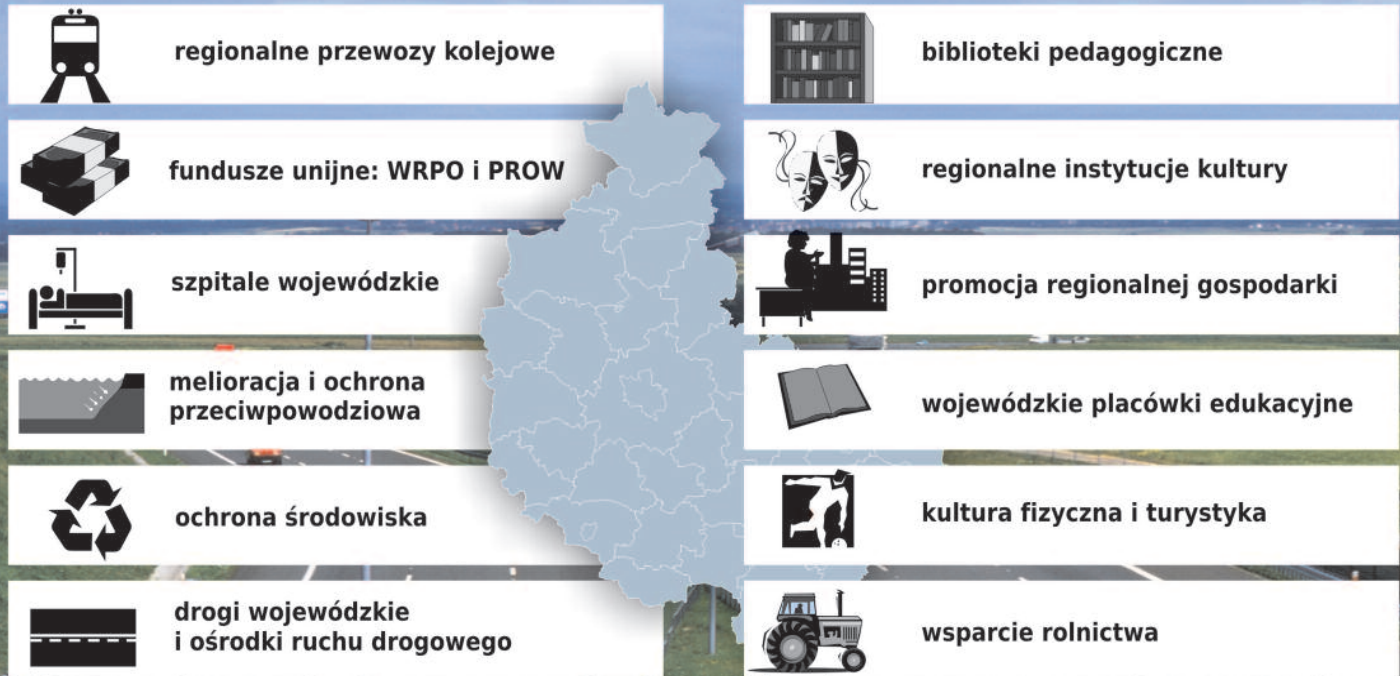 regionalne przewozy kolejowe
fundusze unijne: WRPO i PROW
szpitale wojewódzkie
melioracja i ochrona
przeciwpowodziowa
ochrona środowiska
drogi wojewódzkie
i ośrodki ruchu drogowego
biblioteki pedagogiczne
regionalne instytucje kultury
promocja regionalnej gospodarki
wojewódzkie placówki edukacyjne
kultura fizyczna i turystyka
wsparcie rolnictwa